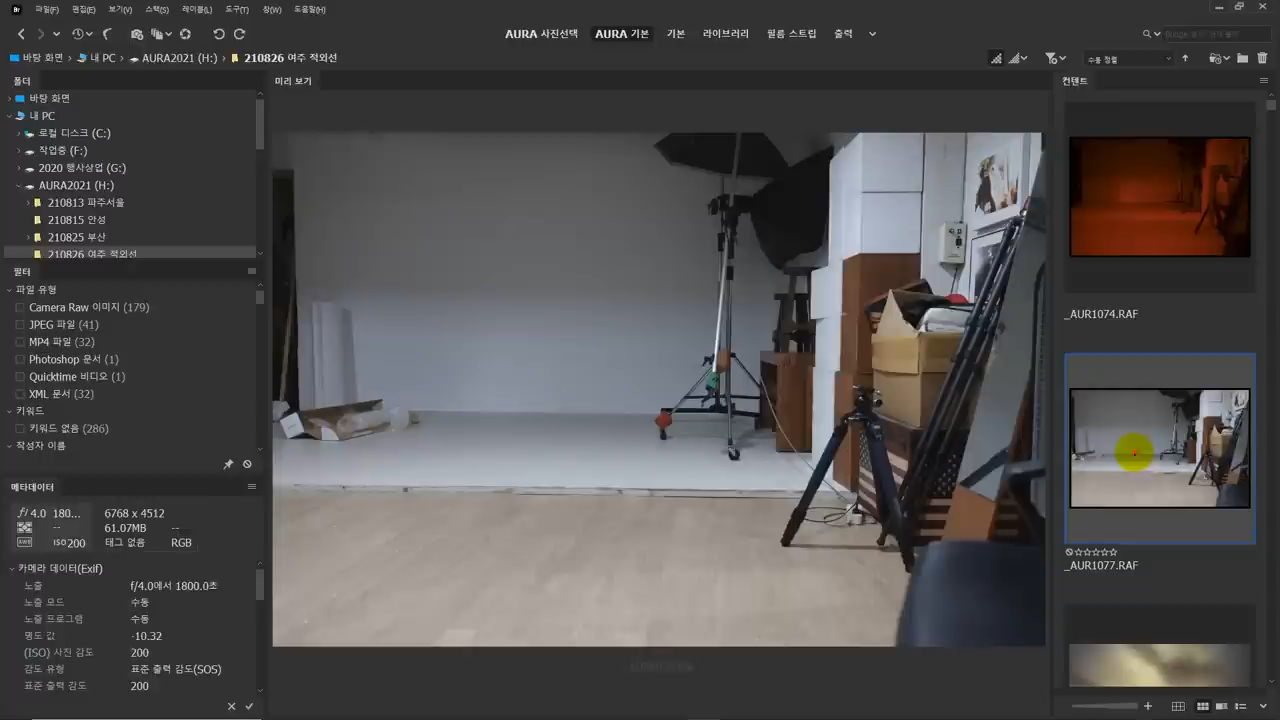 Br 파일(F) 편집(E) 보기(V) 스택(S) 레이블(L) 도구(T) 창(W) 도움말(H)
AURA 사진선택 AURA 기본 기본 라이브러리 필름 스트립 출력
바탕 화면 > 내 PC > AURA2021 (H:) > 210826 여주 적외선
수동 정렬
폴더
바탕 화면
내 PC
로컬 디스크 (C:)
작업중 (F:)
2020 행사상업 (G:)
AURA2021 (H:)
210813 파주서울
210815 안성
210825 부산
210826 여주 적외선
필터
파일 유형
Camera Raw 이미지 (179)
JPEG 파일 (41)
MP4 파일 (32)
Photoshop 문서 (1)
Quicktime 비디오 (1)
XML 문서 (32)
키워드
키워드 없음 (286)
작성자 이름
메타데이터
f/ 4.0 180...
--
AWB ISO200
6768 x 4512
61.07MB --
태그 없음 RGB
카메라 데이터(Exif)
노출 f/4.0에서 1800.0초
노출 모드 수동
노출 프로그램 수동
명도 값 -10.32
(ISO) 사진 감도 200
감도 유형 표준 출력 감도(SOS)
표준 출력 감도 200
미리 보기
컨텐트
_AUR1074.RAF
_AUR1077.RAF